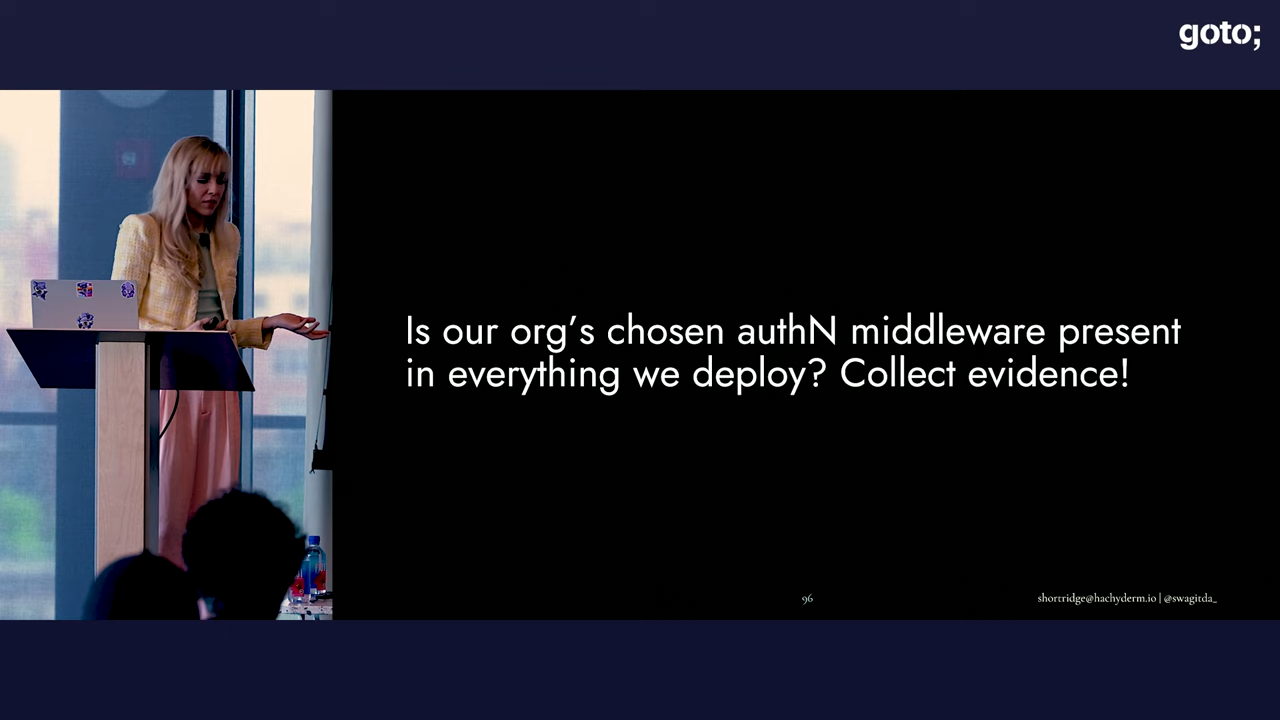 goto;
Is our org’s chosen authN middleware present
in everything we deploy? Collect evidence!
96
shortridge@hachyderm.io | @swagitda_